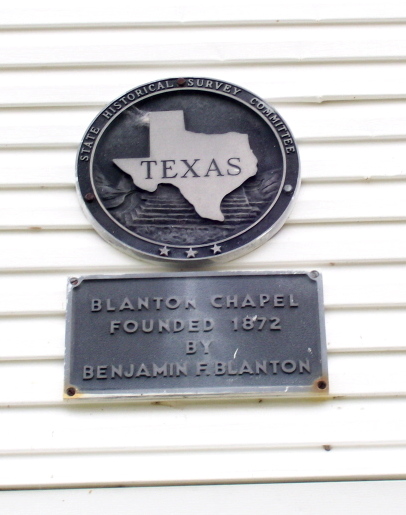 STATE HISTORICAL SURVEY COMMITTEE
TEXAS
BLANTON CHAPEL
FOUNDED 1872
BY
BENJAMIN F. BLANTON